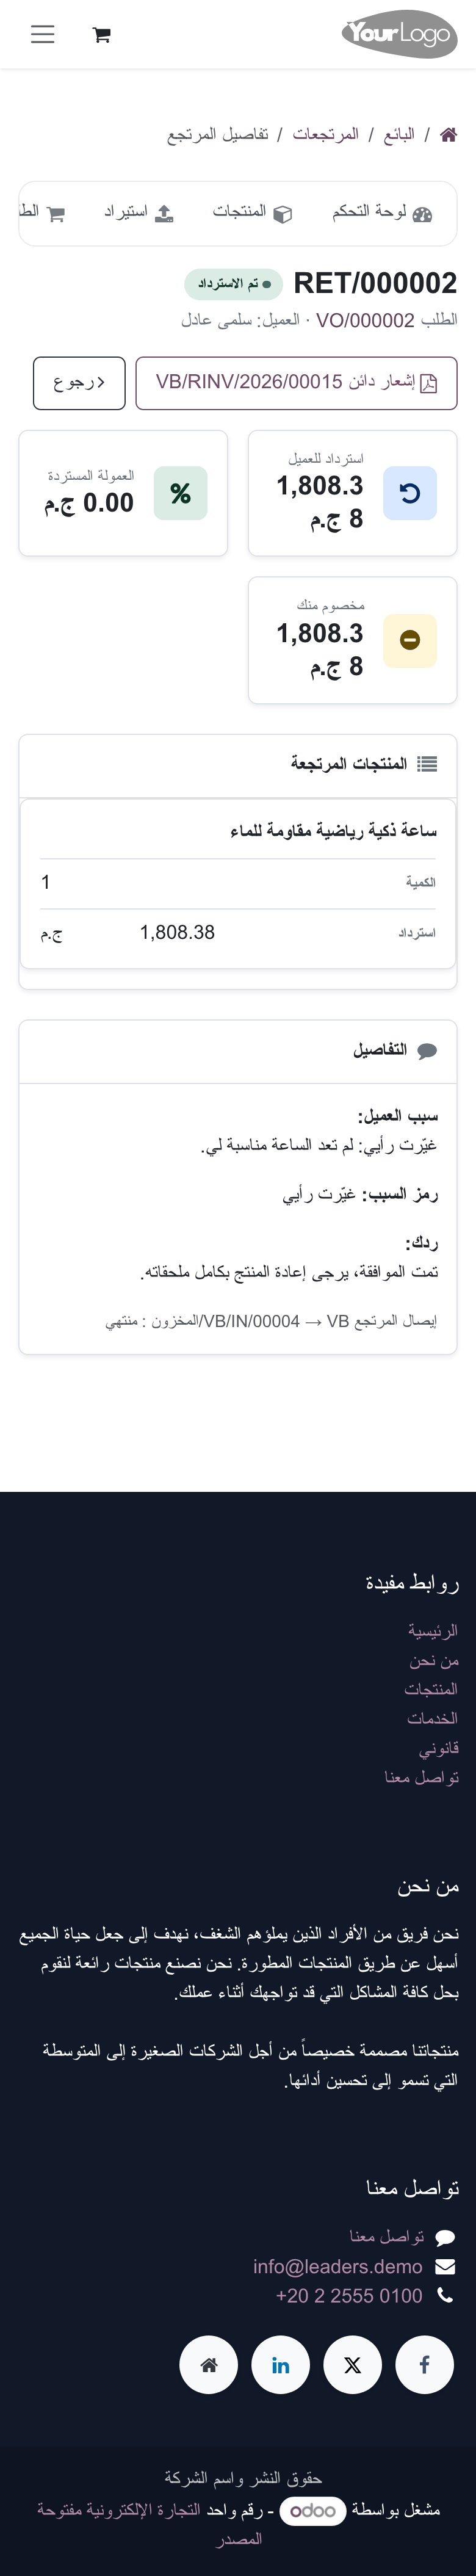 YourLogo
البائع / المرتجعات / تفاصيل المرتجع
لوحة التحكم المنتجات استيراد الطل
RET/000002 تم الاسترداد
الطلب VO/000002 · العميل: سلمى عادل
إشعار دائن VB/RINV/2026/00015
رجوع
استرداد للعميل
1,808.3
8 ج.م
العمولة المستردة
0.00 ج.م
مخصوم منك
1,808.3
8 ج.م
المنتجات المرتجعة
ساعة ذكية رياضية مقاومة للماء
الكمية 1
استرداد 1,808.38 ج.م
التفاصيل
سبب العميل:
غيّرت رأيي: لم تعد الساعة مناسبة لي.
رمز السبب: غيّرت رأيي
ردك:
تمت الموافقة، يرجى إعادة المنتج بكامل ملحقاته.
إيصال المرتجع VB/IN/00004 → VB/المخزون : منتهي
روابط مفيدة
الرئيسية
من نحن
المنتجات
الخدمات
قانوني
تواصل معنا
من نحن
نحن فريق من الأفراد الذين يملؤهم الشغف، نهدف إلى جعل حياة الجميع
أسهل عن طريق المنتجات المطورة. نحن نصنع منتجات رائعة لنقوم
بحل كافة المشاكل التي قد تواجهك أثناء عملك.
منتجاتنا مصممة خصيصاً من أجل الشركات الصغيرة إلى المتوسطة
التي تسمو إلى تحسين أدائها.
تواصل معنا
تواصل معنا
info@leaders.demo
+20 2 2555 0100
حقوق النشر واسم الشركة
مشغل بواسطة odoo - رقم واحد التجارة الإلكترونية مفتوحة
المصدر